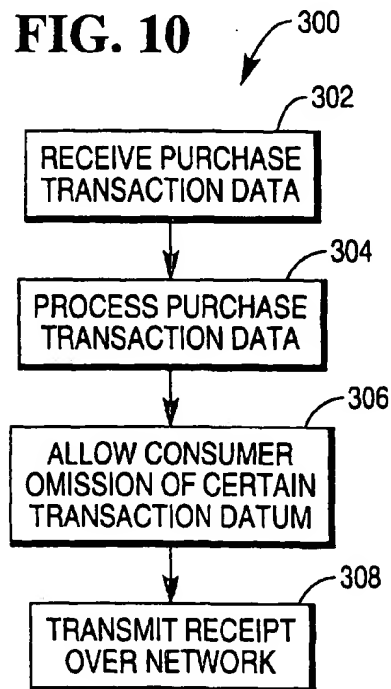 FIG. 10
300
302
RECEIVE PURCHASE
TRANSACTION DATA
304
PROCESS PURCHASE
TRANSACTION DATA
306
ALLOW CONSUMER
OMISSION OF CERTAIN
TRANSACTION DATUM
308
TRANSMIT RECEIPT
OVER NETWORK